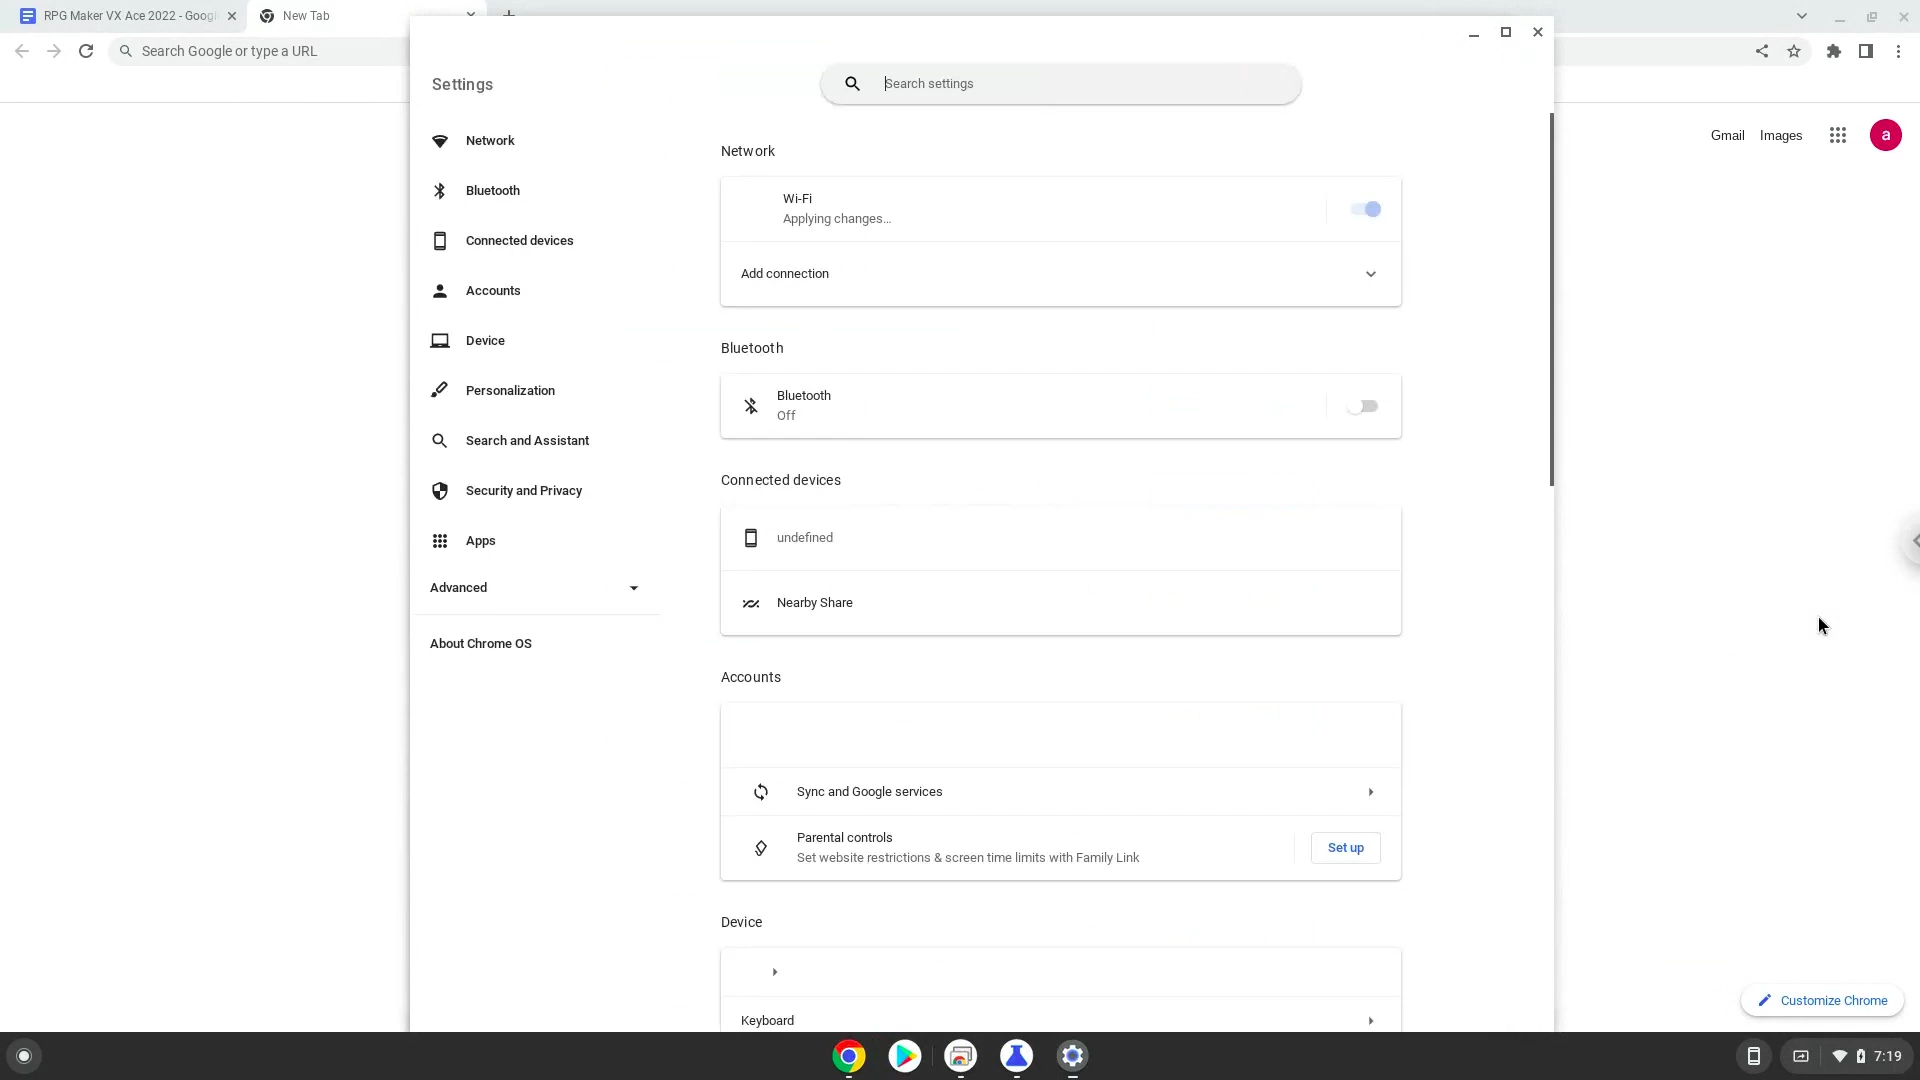 RPG Maker VX Ace 2022 - Goog
New Tab
Search Google or type a URL
Gmail
Images
a
Settings
Search settings
Network
Bluetooth
Connected devices
Accounts
Device
Personalization
Search and Assistant
Security and Privacy
Apps
Advanced
About Chrome OS
Network
Wi-Fi
Applying changes...
Add connection
Bluetooth
Bluetooth
Off
Connected devices
undefined
Nearby Share
Accounts
Sync and Google services
Parental controls
Set website restrictions & screen time limits with Family Link
Set up
Device
Keyboard
Customize Chrome
7:19